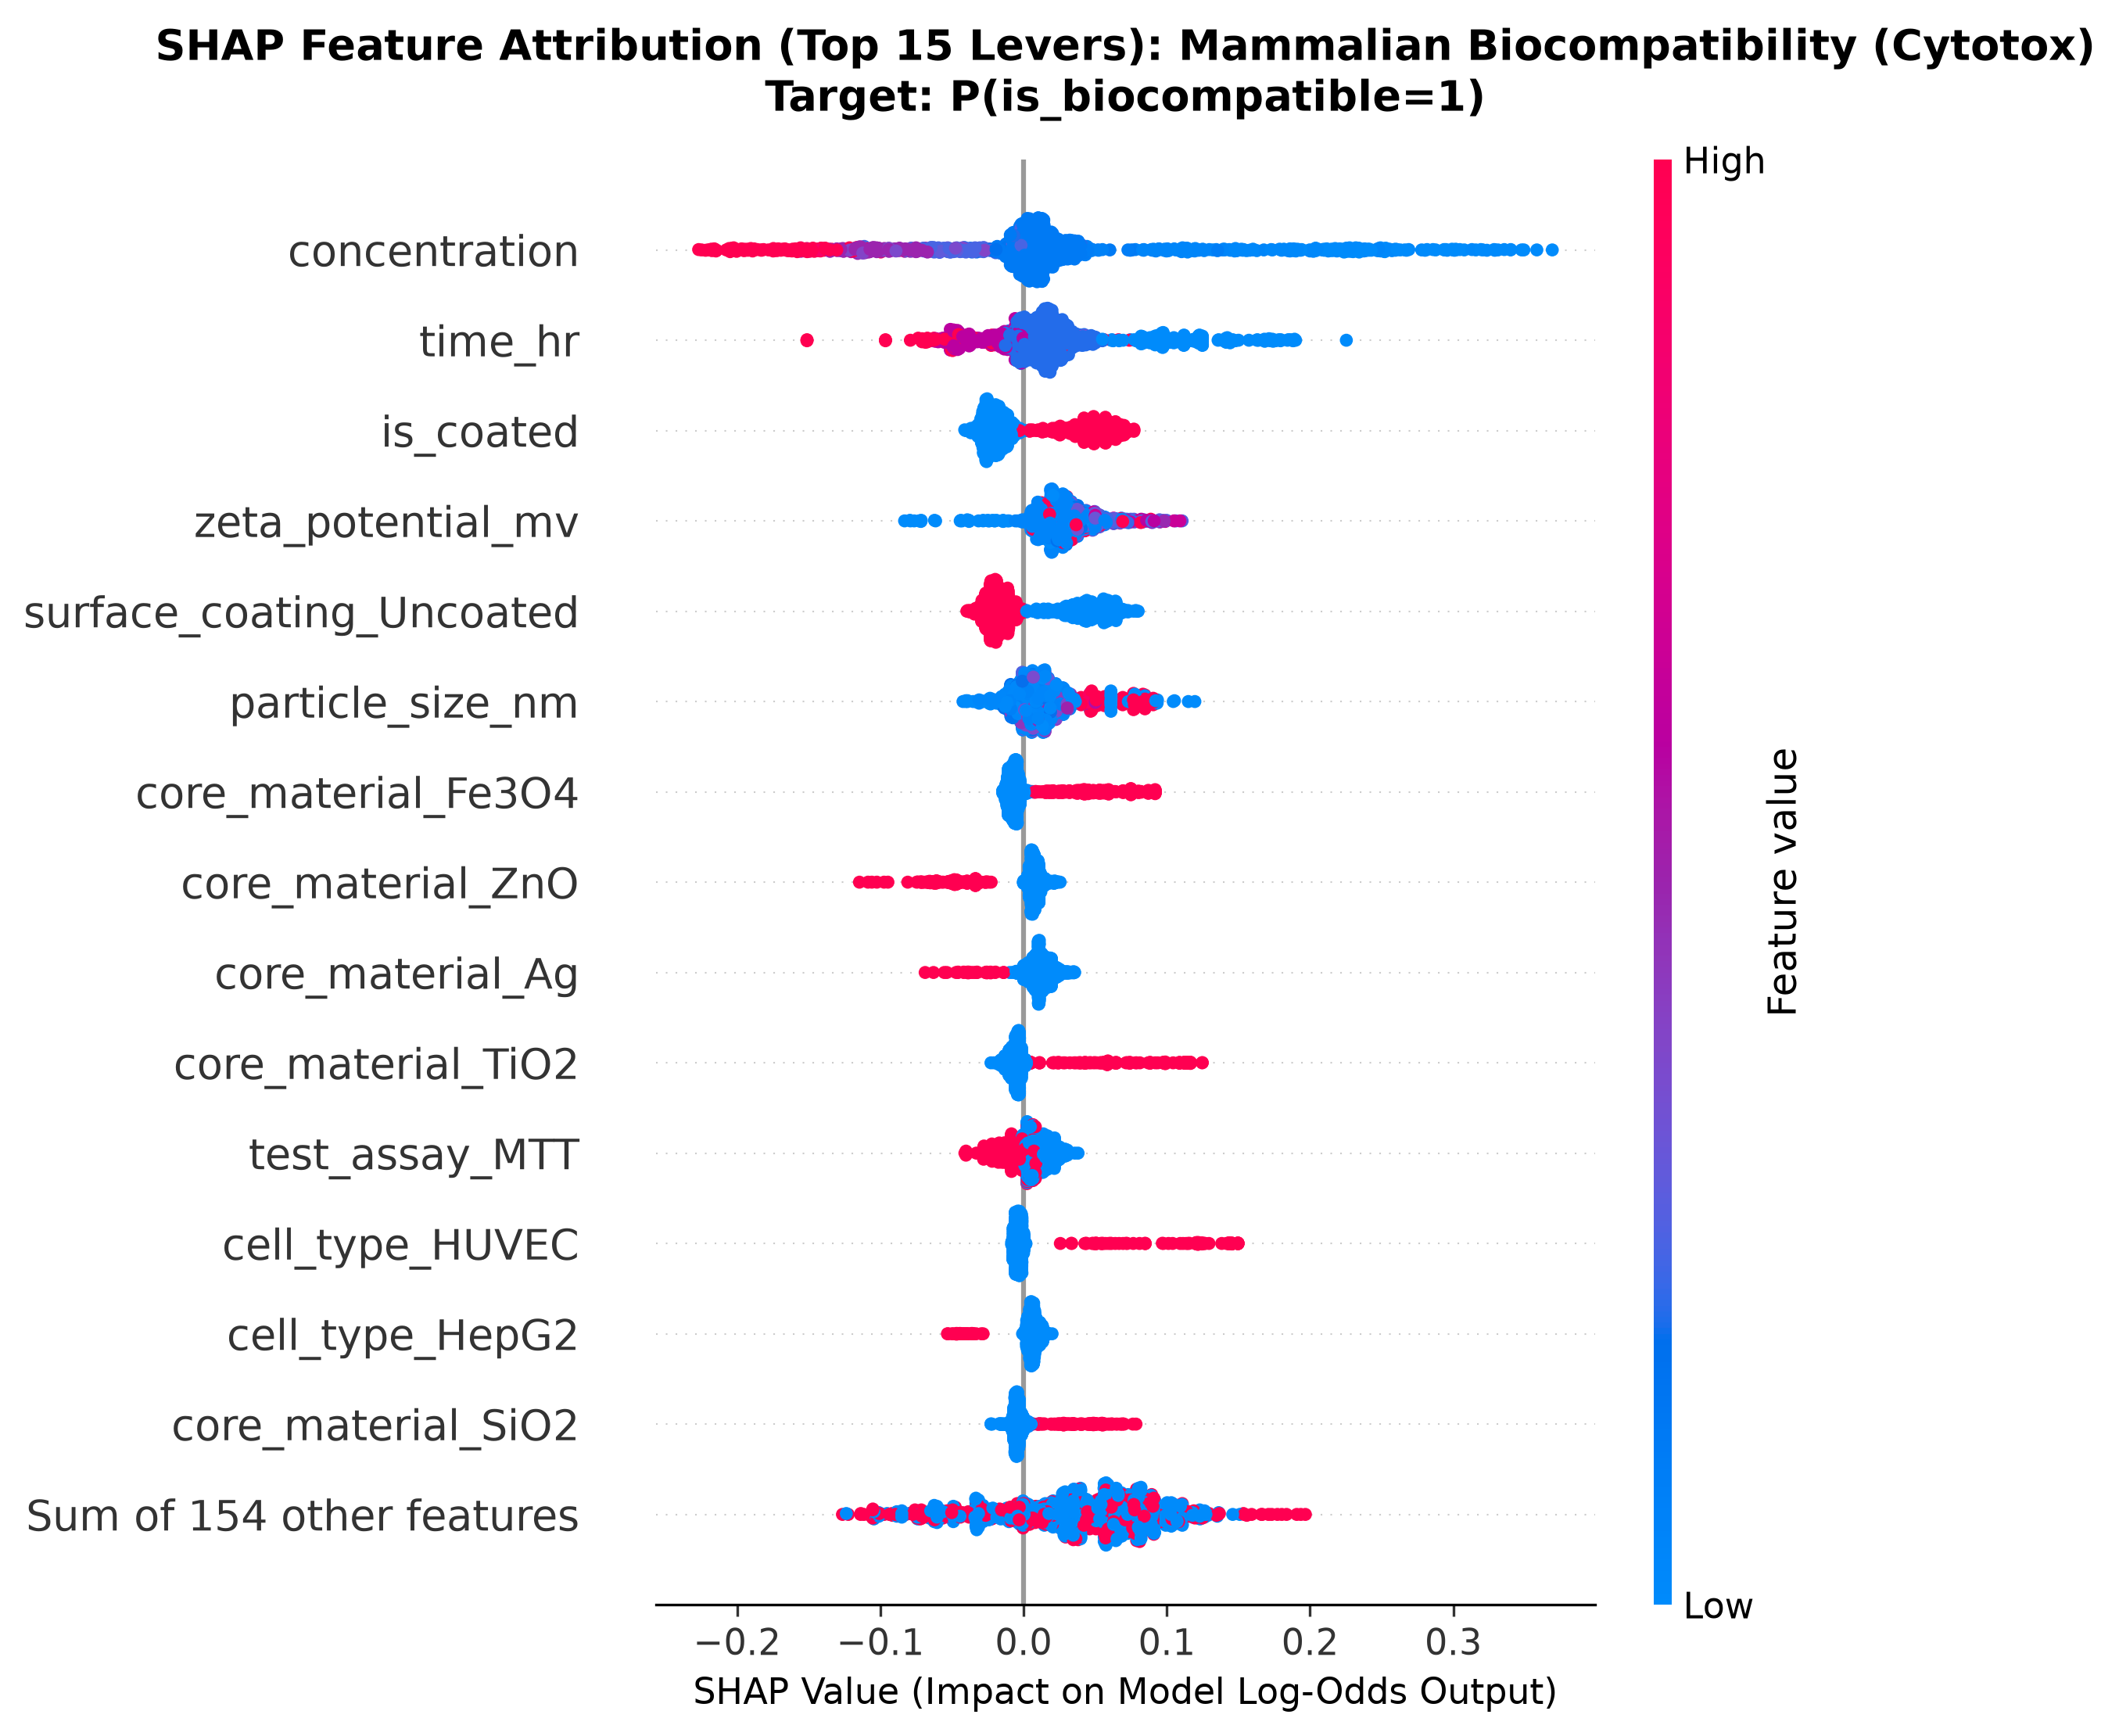 SHAP Feature Attribution (Top 15 Levers): Mammalian Biocompatibility (Cytotox)
Target: P(is_biocompatible=1)
High
concentration
time_hr
is_coated
zeta_potential_mv
surface_coating_Uncoated
particle_size_nm
core_material_Fe3O4
core_material_ZnO
core_material_Ag
core_material_TiO2
test_assay_MTT
cell_type_HUVEC
cell_type_HepG2
core_material_SiO2
Sum of 154 other features
Feature value
Low
−0.2 −0.1 0.0 0.1 0.2 0.3
SHAP Value (Impact on Model Log-Odds Output)